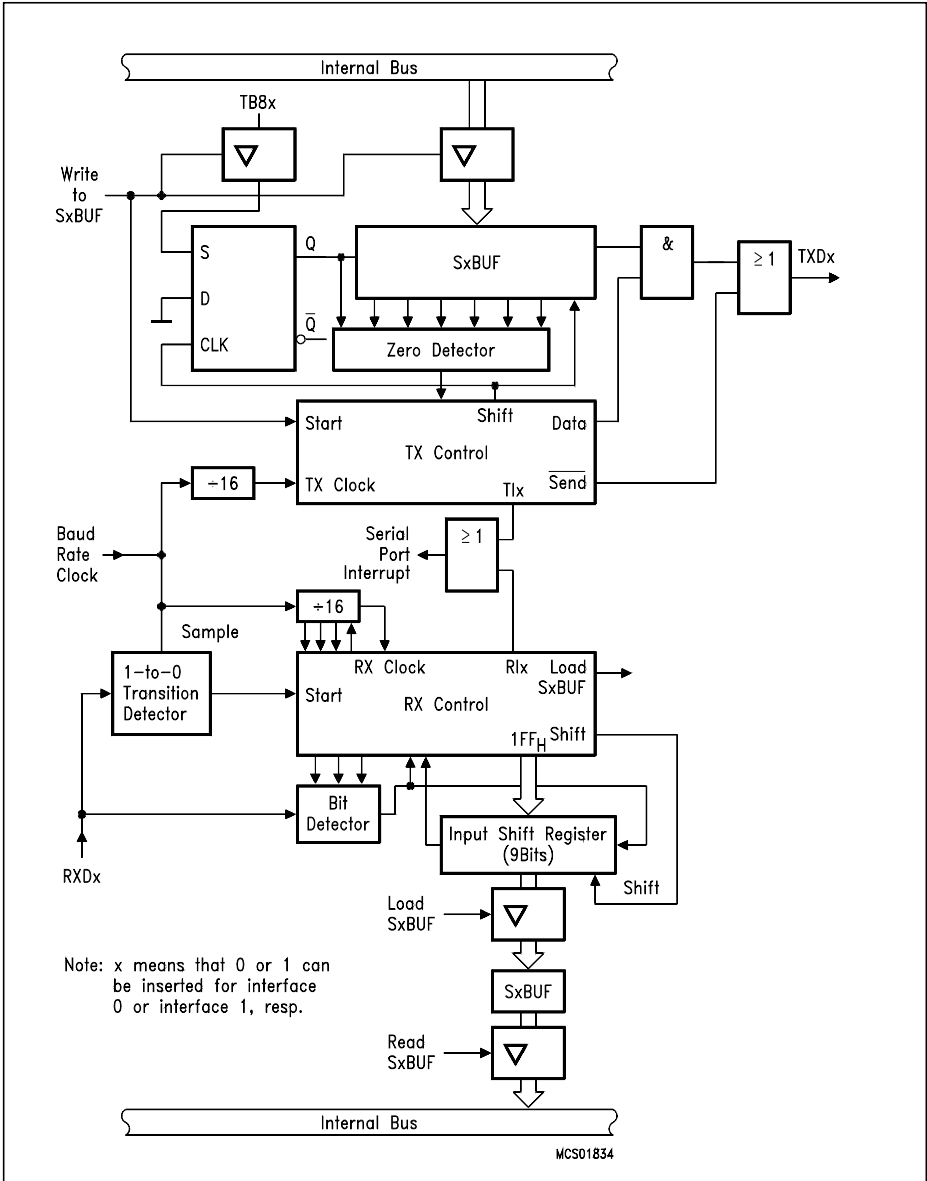 Internal Bus
TB8x
Write
to
SxBUF
S
D
CLK
Q
Q̅
SxBUF
Zero Detector
&
≥ 1
TXDx
Shift
Start
Data
TX Control
TX Clock
S̅e̅n̅d̅
TIx
÷16
Baud
Rate
Clock
Serial
Port
Interrupt
≥ 1
÷16
Sample
1-to-0
Transition
Detector
RX Clock
RIx
Load
SxBUF
Start
RX Control
1FFH
Shift
Bit
Detector
Input Shift Register
(9Bits)
RXDx
Shift
Load
SxBUF
Note: x means that 0 or 1 can
be inserted for interface
0 or interface 1, resp.
SxBUF
Read
SxBUF
Internal Bus
MCS01834